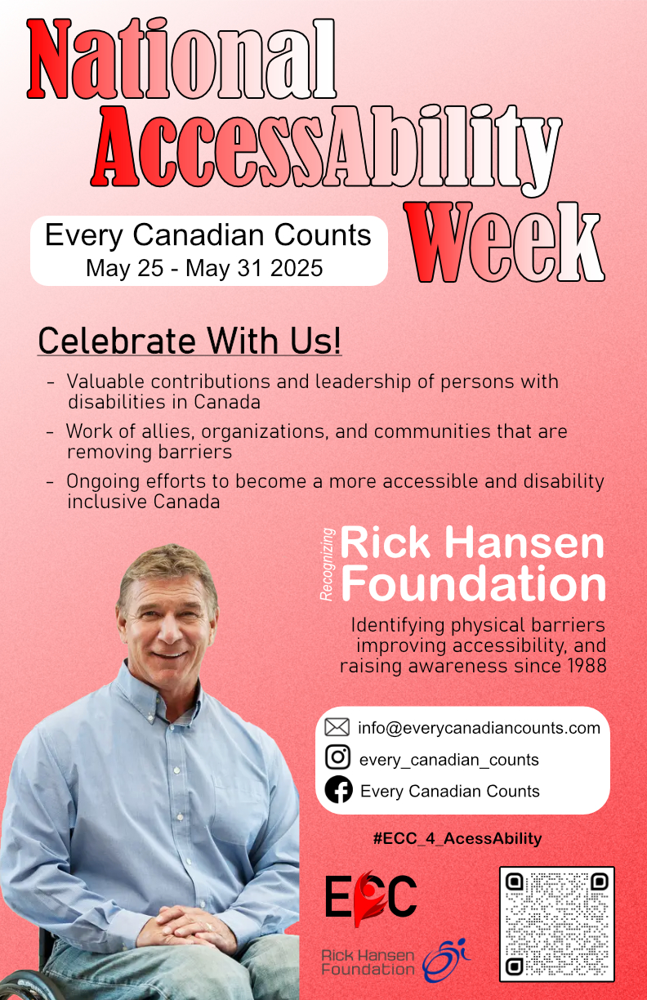 National
AccessAbility
Week
Every Canadian Counts
May 25 - May 31 2025
Celebrate With Us!
- Valuable contributions and leadership of persons with
disabilities in Canada
- Work of allies, organizations, and communities that are
removing barriers
- Ongoing efforts to become a more accessible and disability
inclusive Canada
Recognizing
Rick Hansen
Foundation
Identifying physical barriers
improving accessibility, and
raising awareness since 1988
info@everycanadiancounts.com
every_canadian_counts
Every Canadian Counts
#ECC_4_AcessAbility
ECC
Rick Hansen
Foundation